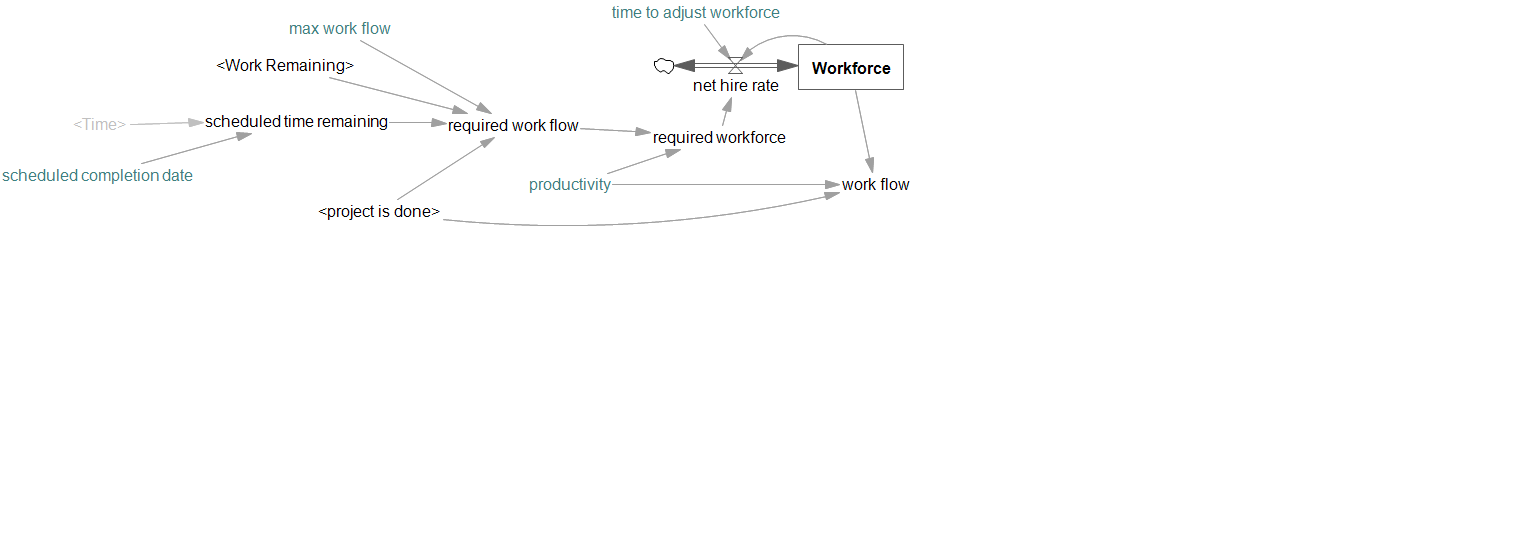 time to adjust workforce
max work flow
<Work Remaining>
Workforce
net hire rate
<Time>
scheduled time remaining
required work flow
required workforce
scheduled completion date
productivity
work flow
<project is done>